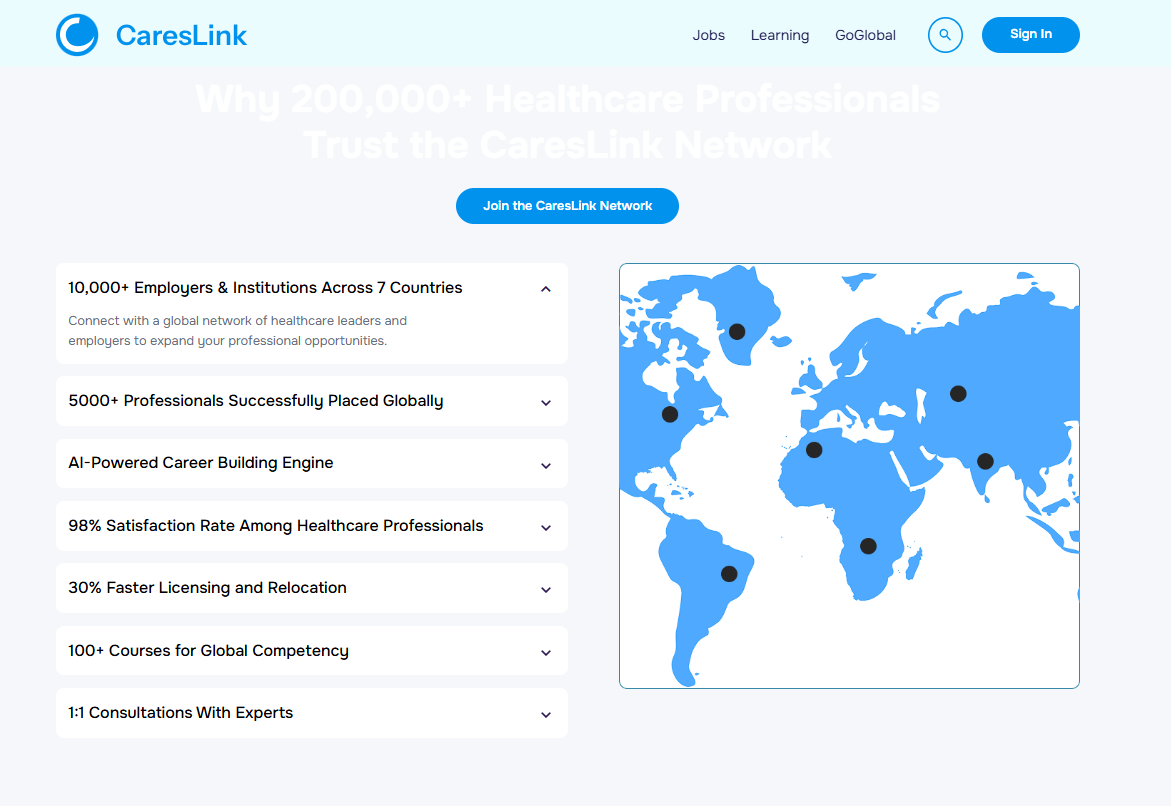 CaresLink
Jobs Learning GoGlobal Sign In
Why 200,000+ Healthcare Professionals
Trust the CaresLink Network
Join the CaresLink Network
10,000+ Employers & Institutions Across 7 Countries
Connect with a global network of healthcare leaders and
employers to expand your professional opportunities.
5000+ Professionals Successfully Placed Globally
AI-Powered Career Building Engine
98% Satisfaction Rate Among Healthcare Professionals
30% Faster Licensing and Relocation
100+ Courses for Global Competency
1:1 Consultations With Experts